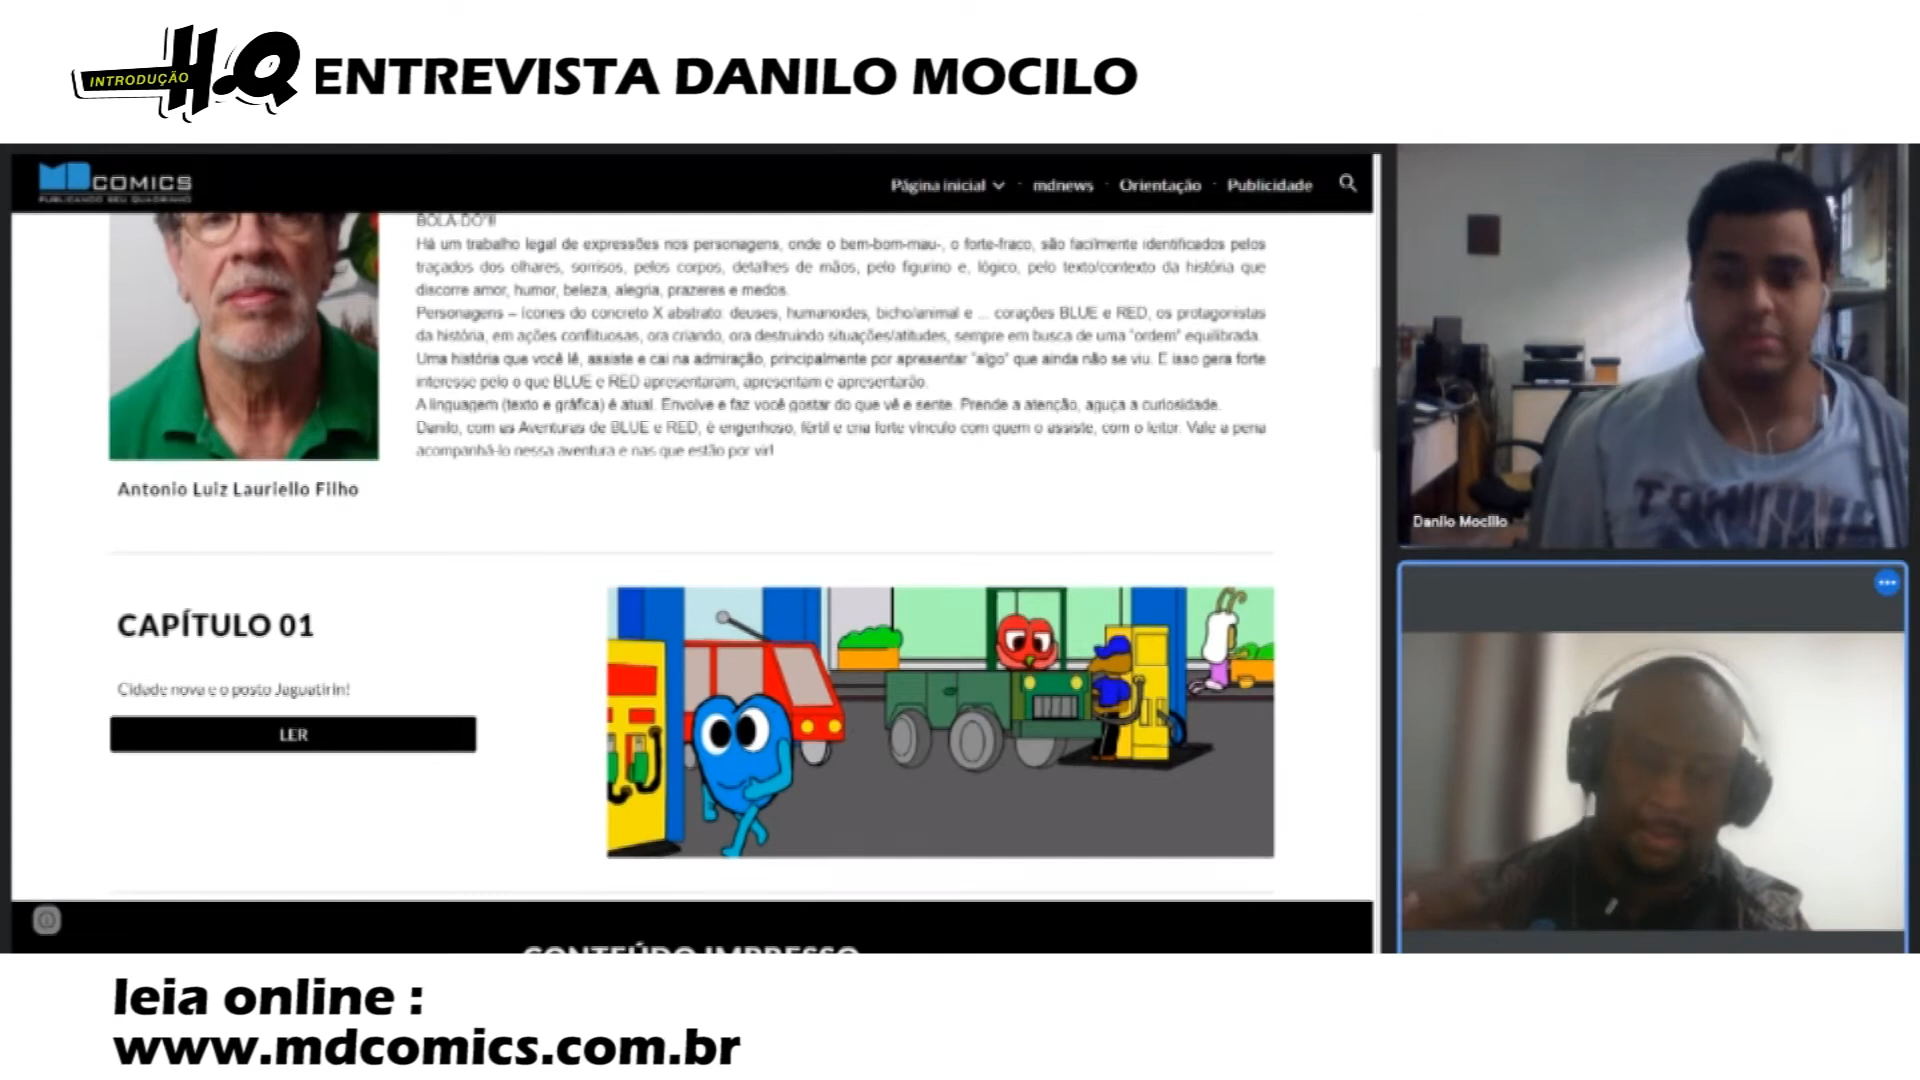 INTRODUÇÃO H.Q ENTREVISTA DANILO MOCILO
MD COMICS
PUBLICANDO SEU QUADRINHO
Página inicial · mdnews · Orientação · Publicidade
BOLA-DO"!!
Há um trabalho legal de expressões nos personagens, onde o bem-bom-mau-, o forte-fraco, são facilmente identificados pelos
traçados dos olhares, sorrisos, pelos corpos, detalhes de mãos, pelo figurino e, lógico, pelo texto/contexto da história que
discorre amor, humor, beleza, alegria, prazeres e medos.
Personagens – ícones do concreto X abstrato: deuses, humanoides, bicho/animal e ... corações BLUE e RED, os protagonistas
da história, em ações conflituosas, ora criando, ora destruindo situações/atitudes, sempre em busca de uma "ordem" equilibrada.
Uma história que você lê, assiste e cai na admiração, principalmente por apresentar "algo" que ainda não se viu. E isso gera forte
interesse pelo o que BLUE e RED apresentaram, apresentam e apresentarão.
A linguagem (texto e gráfica) é atual. Envolve e faz você gostar do que vê e sente. Prende a atenção, aguça a curiosidade.
Danilo, com as Aventuras de BLUE e RED, é engenhoso, fértil e cria forte vínculo com quem o assiste, com o leitor. Vale a pena
acompanhá-lo nessa aventura e nas que estão por vir!
Antonio Luiz Lauriello Filho
CAPÍTULO 01
Cidade nova e o posto Jaguatirin!
LER
CONTEÚDO IMPRESSO
Danilo Mocillo
leia online :
www.mdcomics.com.br